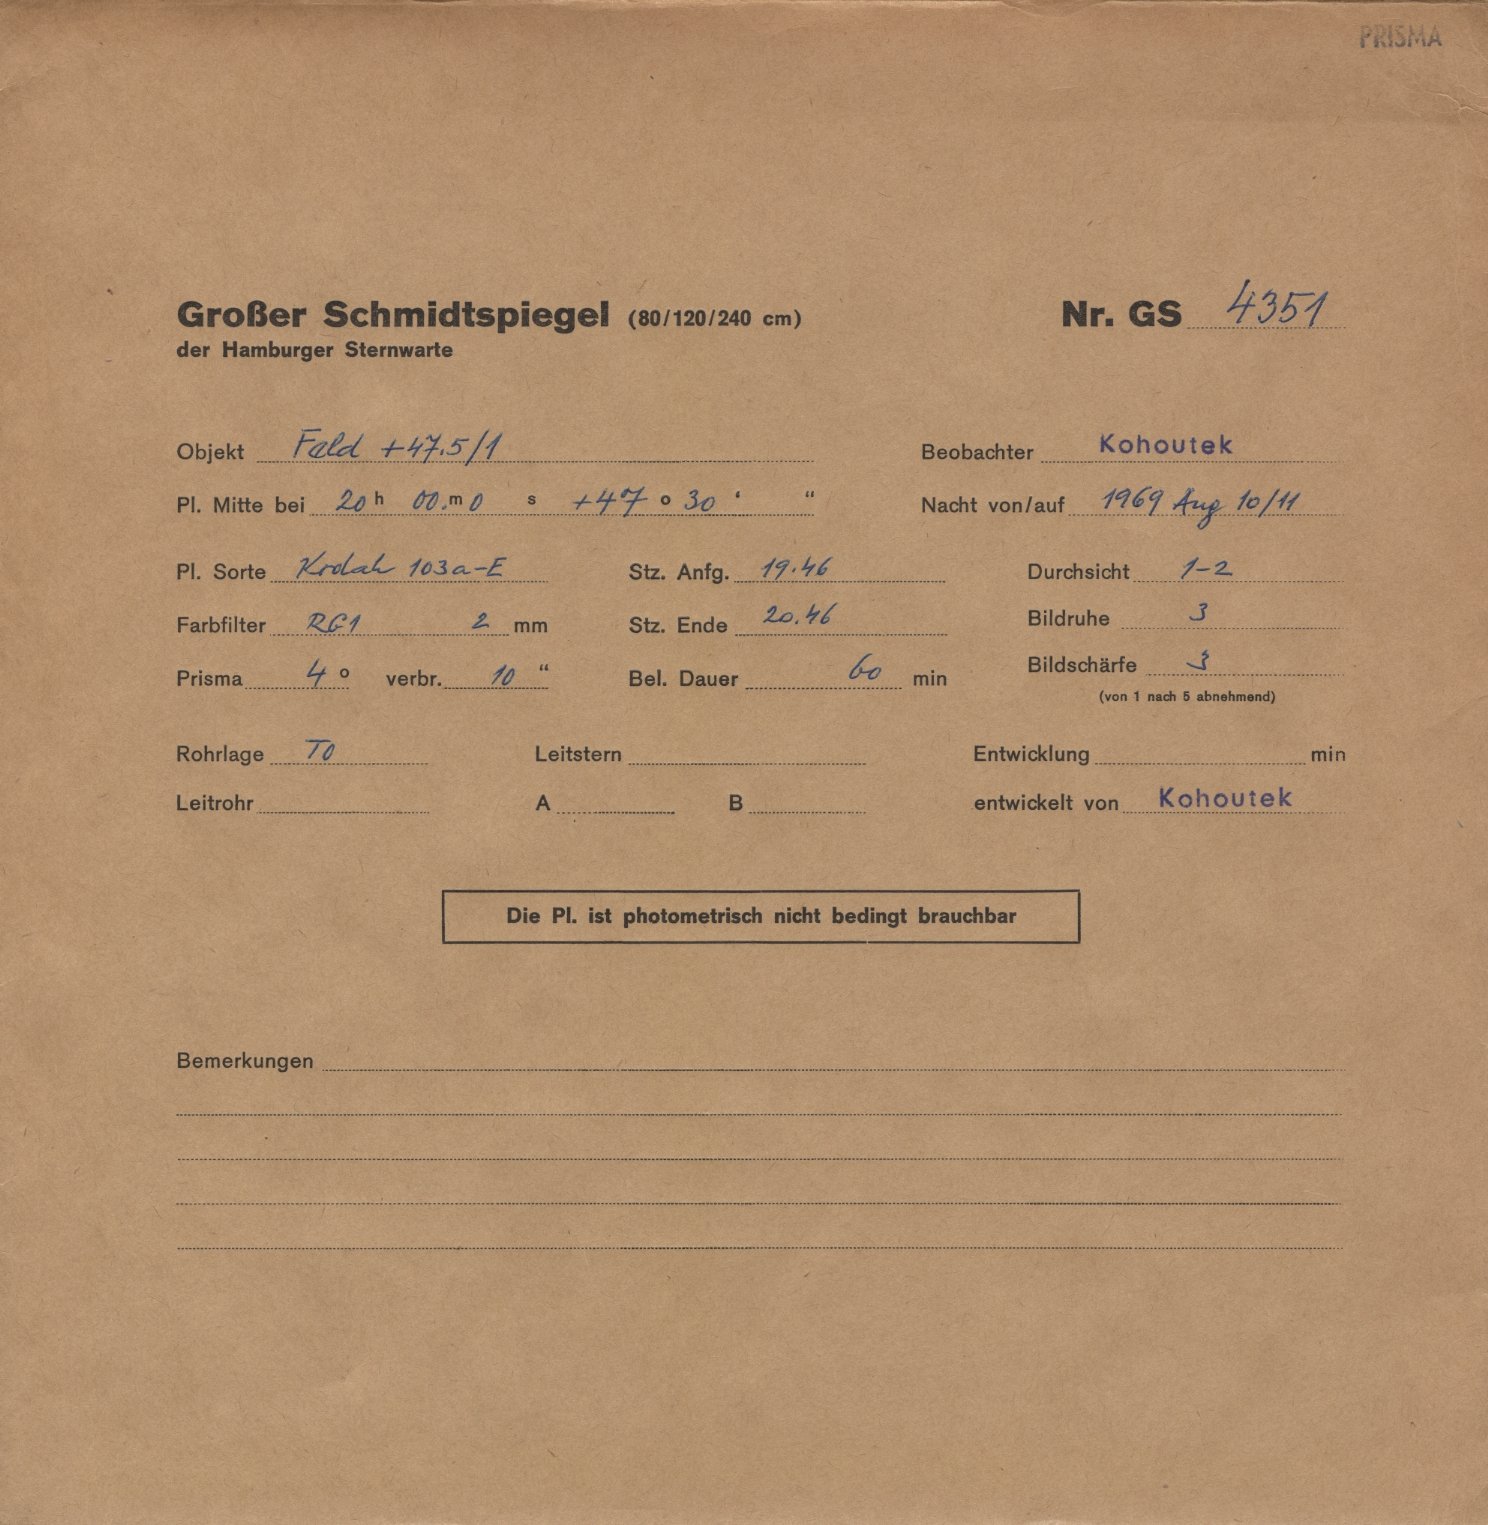 PRISMA
Großer Schmidtspiegel (80/120/240 cm) Nr. GS 4351
der Hamburger Sternwarte
Objekt Feld +47.5/1 Beobachter Kohoutek
Pl. Mitte bei 20 h 00. m 0 s +47 o 30 ‘ “ Nacht von/auf 1969 Aug 10/11
Pl. Sorte Kodak 103a-E Stz. Anfg. 19.46 Durchsicht 1-2
Farbfilter RG1 2 mm Stz. Ende 20.46 Bildruhe 3
Prisma 4 o verbr. 10 “ Bel. Dauer 60 min Bildschärfe 3
(von 1 nach 5 abnehmend)
Rohrlage TO Leitstern Entwicklung min
Leitrohr A B entwickelt von Kohoutek
Die Pl. ist photometrisch nicht bedingt brauchbar
Bemerkungen